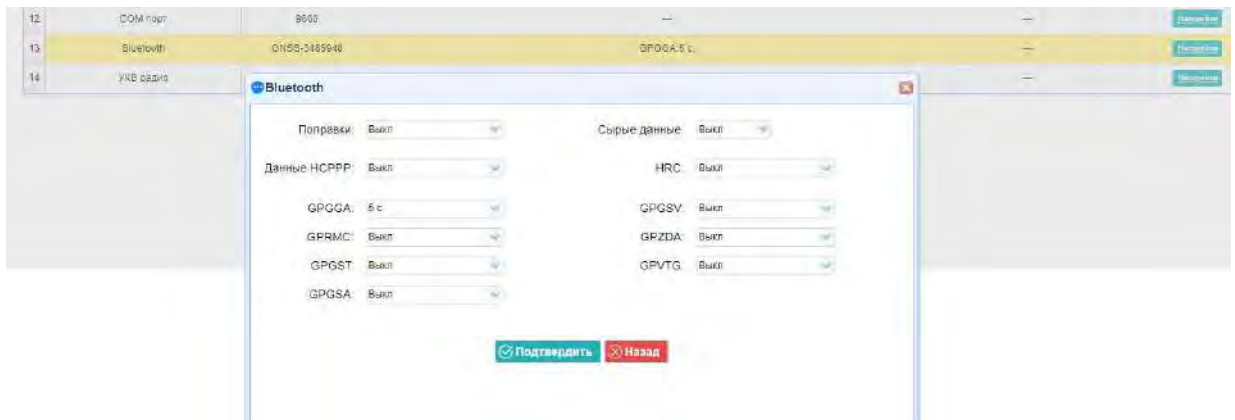 12 COM порт 9600 — —
13 Bluetooth GNSS-3485940 GPGGA:5 с, —
14 УКВ радио —
Bluetooth
Поправки: Выкл Сырые данные Выкл
Данные HCPPP: Выкл HRC: Выкл
GPGGA: 5 с GPGSV: Выкл
GPRMC: Выкл GPZDA: Выкл
GPGST: Выкл GPVTG: Выкл
GPGSA: Выкл
Подтвердить Назад